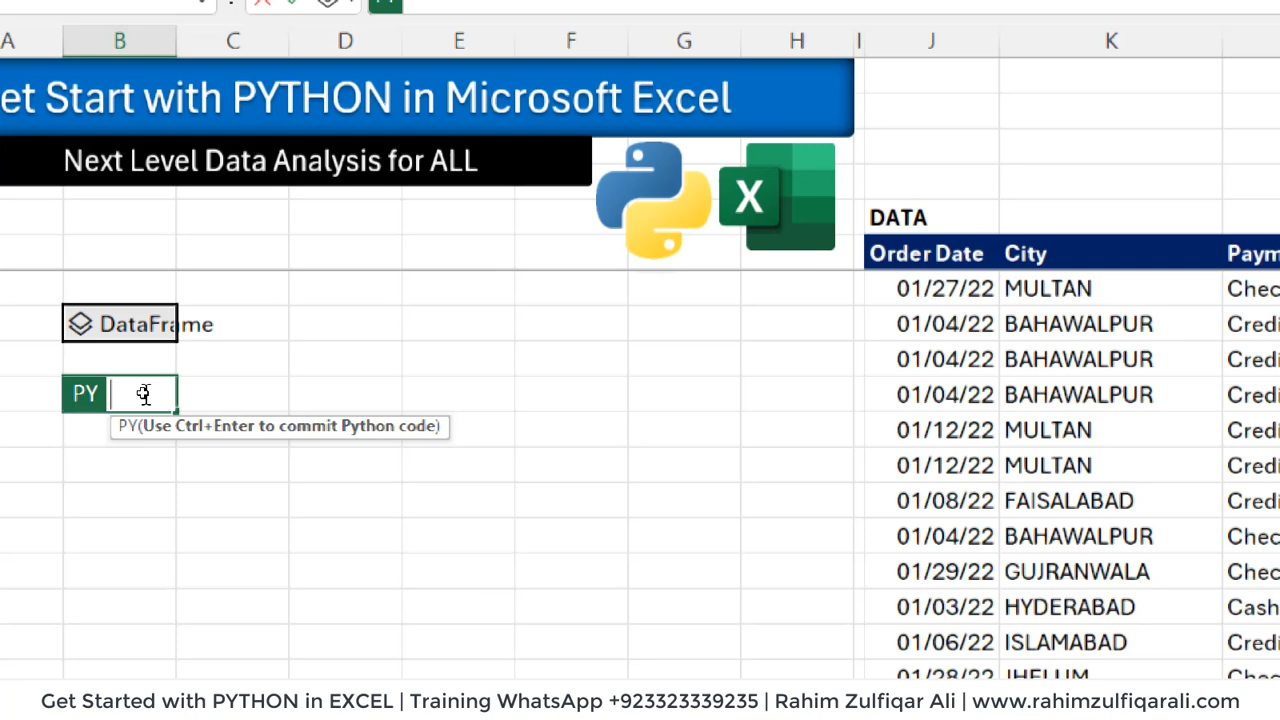 A B C D E F G H I J K
et Start with PYTHON in Microsoft Excel
Next Level Data Analysis for ALL
X
DATA
Order Date City Paym
01/27/22 MULTAN Chec
DataFrame
01/04/22 BAHAWALPUR Credi
01/04/22 BAHAWALPUR
PY
01/04/22 BAHAWALPUR Credi
PY(Use Ctrl+Enter to commit Python code)
01/12/22 MULTAN Credi
01/12/22 MULTAN Credi
01/08/22 FAISALABAD Credi
01/04/22 BAHAWALPUR Chec
01/29/22 GUJRANWALA Chec
01/03/22 HYDERABAD Cash
01/06/22 ISLAMABAD Credi
01/28/22 JHELUM
Get Started with PYTHON in EXCEL | Training WhatsApp +923323339235 | Rahim Zulfiqar Ali | www.rahimzulfiqarali.com